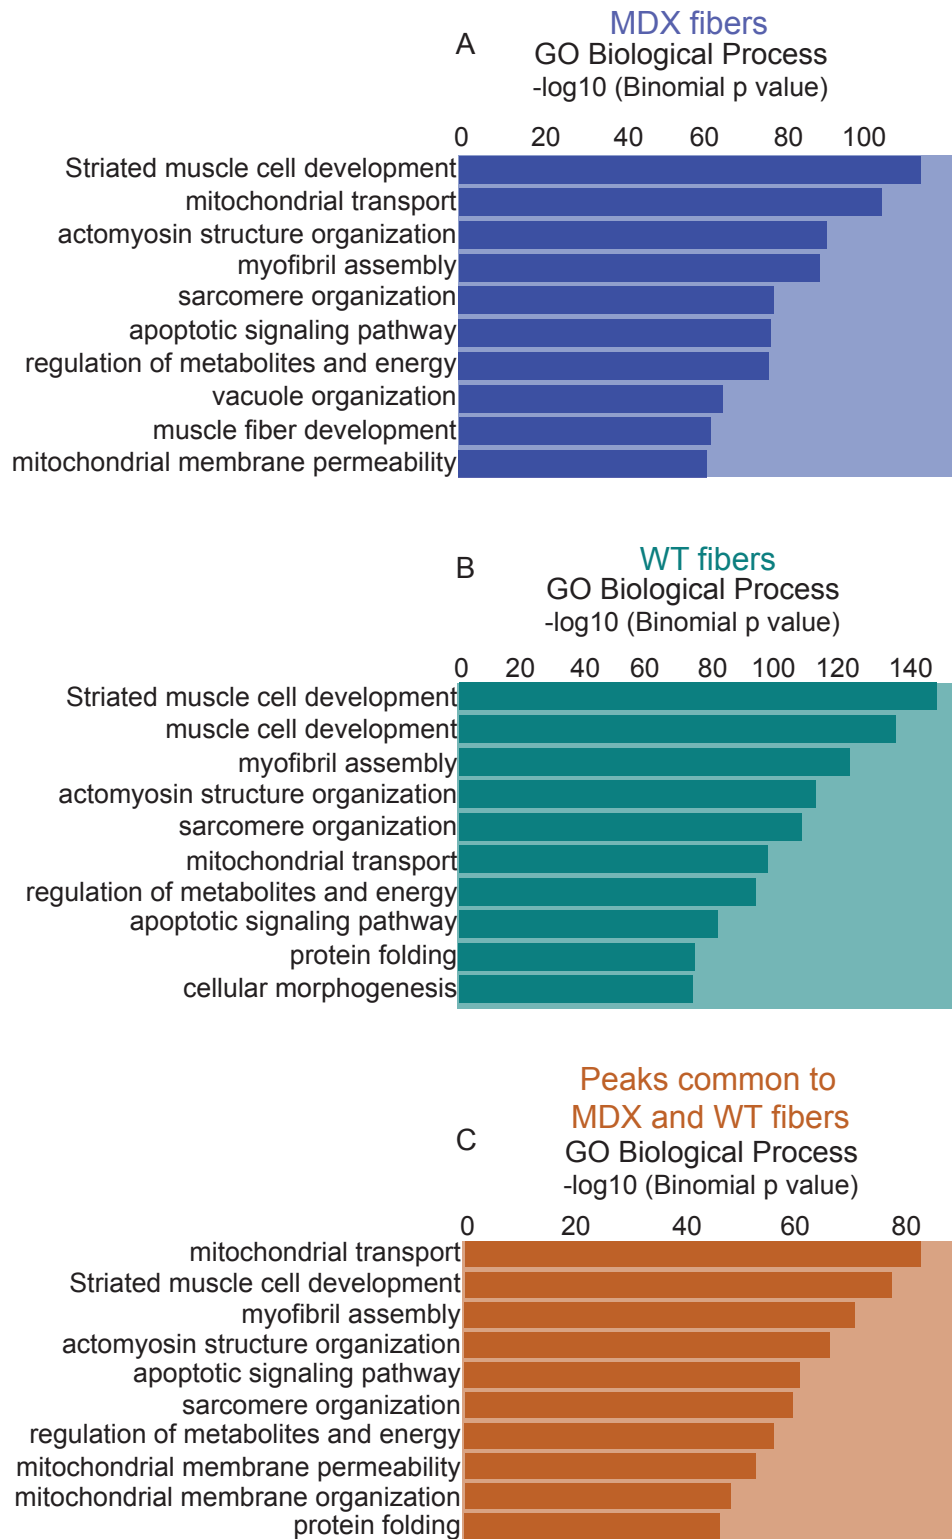 A
MDX fibers
GO Biological Process
-log10 (Binomial p value)
0 20 40 60 80 100
Striated muscle cell development
mitochondrial transport
actomyosin structure organization
myofibril assembly
sarcomere organization
apoptotic signaling pathway
regulation of metabolites and energy
vacuole organization
muscle fiber development
mitochondrial membrane permeability
B
WT fibers
GO Biological Process
-log10 (Binomial p value)
0 20 40 60 80 100 120 140
Striated muscle cell development
muscle cell development
myofibril assembly
actomyosin structure organization
sarcomere organization
mitochondrial transport
regulation of metabolites and energy
apoptotic signaling pathway
protein folding
cellular morphogenesis
C
Peaks common to
MDX and WT fibers
GO Biological Process
-log10 (Binomial p value)
0 20 40 60 80
mitochondrial transport
Striated muscle cell development
myofibril assembly
actomyosin structure organization
apoptotic signaling pathway
sarcomere organization
regulation of metabolites and energy
mitochondrial membrane permeability
mitochondrial membrane organization
protein folding